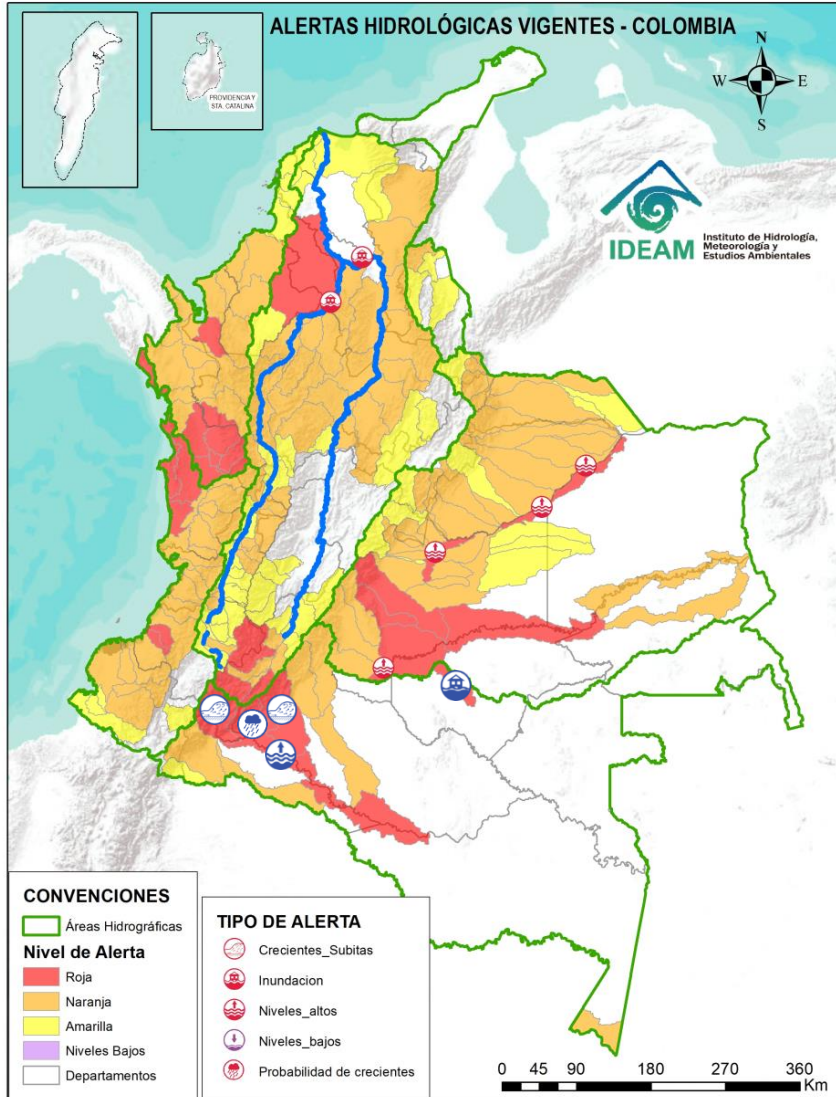 ALERTAS HIDROLÓGICAS VIGENTES - COLOMBIA
PROVIDENCIA Y
STA. CATALINA
N
W
E
S
IDEAM
Instituto de Hidrología,
Meteorología y
Estudios Ambientales
CONVENCIONES
Áreas Hidrográficas
Nivel de Alerta
Roja
Naranja
Amarilla
Niveles Bajos
Departamentos
TIPO DE ALERTA
Crecientes_Subitas
Inundacion
Niveles_altos
Niveles_bajos
Probabilidad de crecientes
0 45 90 180 270 360
Km